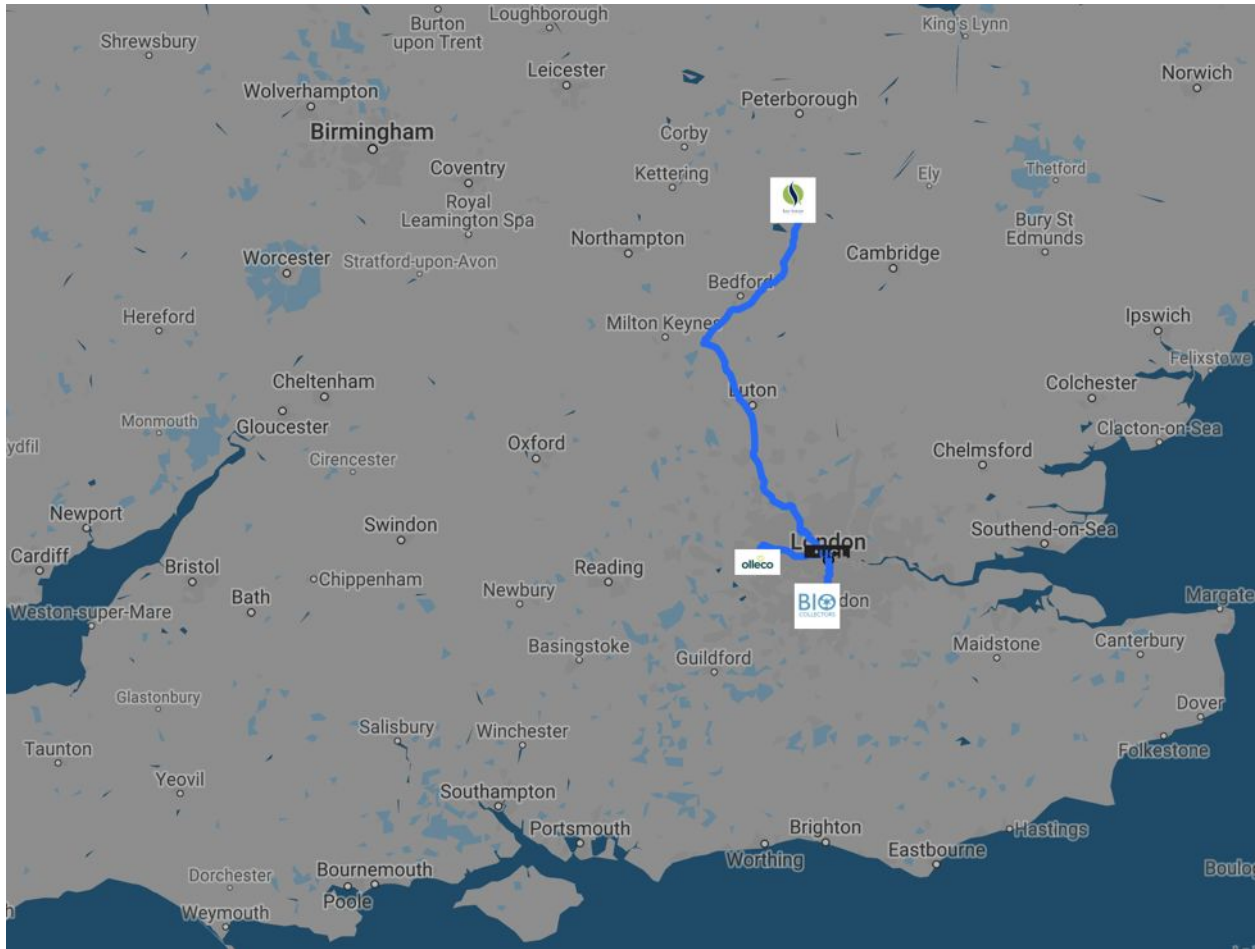 Shrewsbury
Burton
upon Trent
Loughborough
King's Lynn
Leicester
Norwich
Wolverhampton
Peterborough
Birmingham
Corby
Coventry
Kettering
Ely
Thetford
Royal
Leamington Spa
Northampton
Bury St
Edmunds
Worcester
Stratford-upon-Avon
Cambridge
Bedford
Hereford
Milton Keynes
Ipswich
Felixstowe
Cheltenham
Luton
Colchester
Monmouth
Gloucester
Clacton-on-Sea
ydfil
Oxford
Cirencester
Chelmsford
Newport
Swindon
London
Southend-on-Sea
Cardiff
Bristol
Chippenham
Reading
olleco
Bath
Newbury
BIO
COLLECTORS
don
Margate
Weston-super-Mare
Basingstoke
Guildford
Maidstone
Canterbury
Glastonbury
Dover
Salisbury
Winchester
Folkestone
Taunton
Yeovil
Southampton
Portsmouth
Brighton
Hastings
Worthing
Eastbourne
Dorchester
Bournemouth
Poole
Boulog
Weymouth